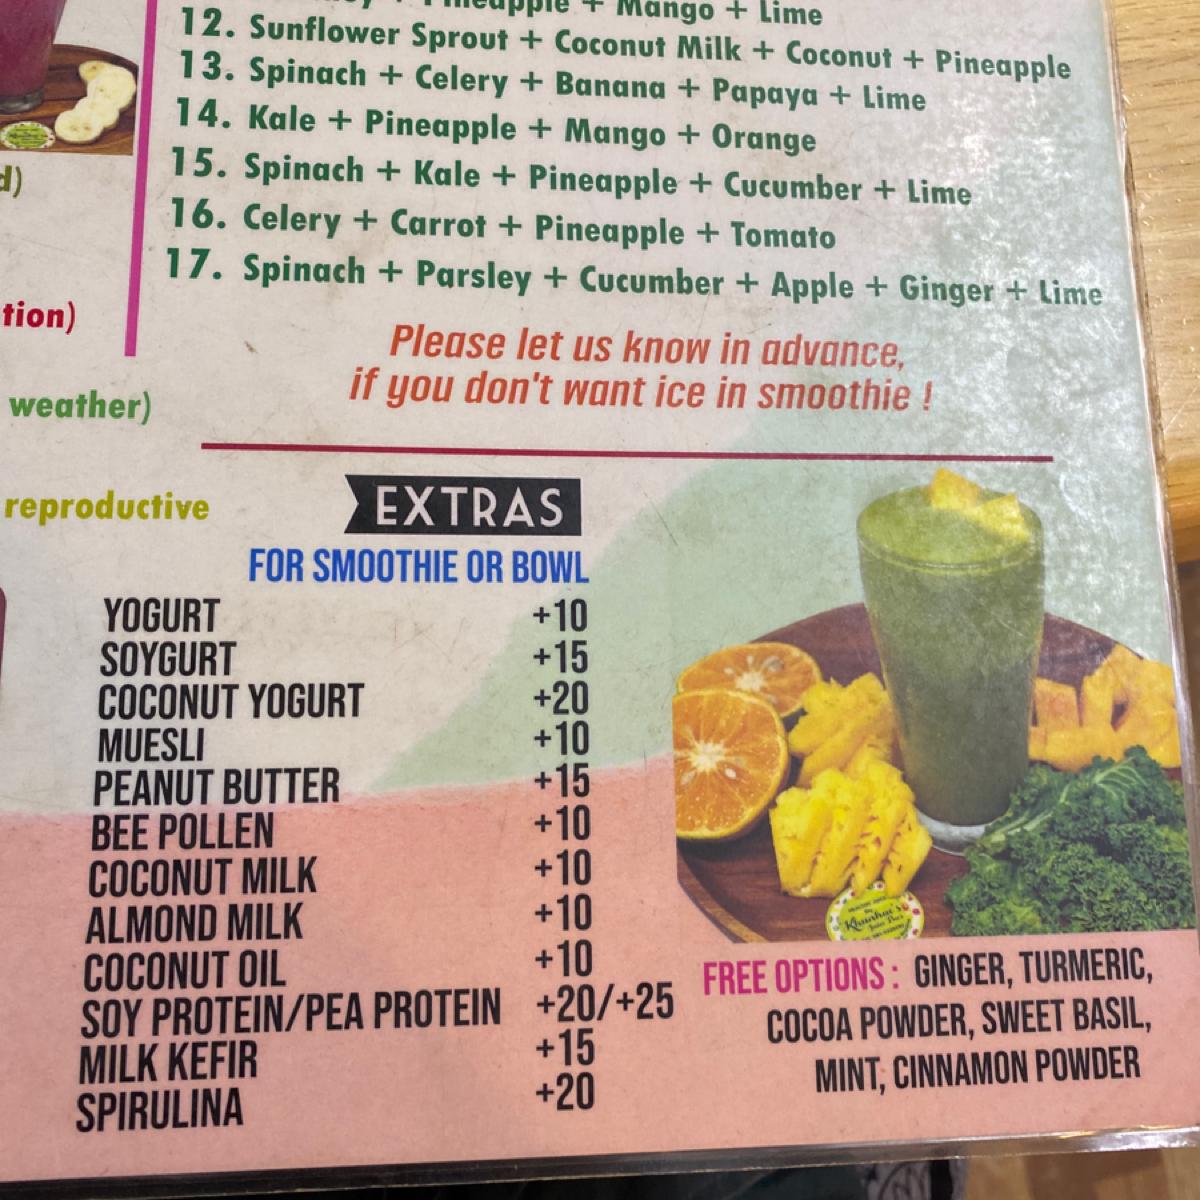 Pineapple + Mango + Lime
12. Sunflower Sprout + Coconut Milk + Coconut + Pineapple
13. Spinach + Celery + Banana + Papaya + Lime
14. Kale + Pineapple + Mango + Orange
15. Spinach + Kale + Pineapple + Cucumber + Lime
16. Celery + Carrot + Pineapple + Tomato
17. Spinach + Parsley + Cucumber + Apple + Ginger + Lime
Please let us know in advance,
if you don't want ice in smoothie !
d)
tion)
weather)
reproductive
EXTRAS
FOR SMOOTHIE OR BOWL
YOGURT +10
SOYGURT +15
COCONUT YOGURT +20
MUESLI +10
PEANUT BUTTER +15
BEE POLLEN +10
COCONUT MILK +10
ALMOND MILK +10
COCONUT OIL +10
SOY PROTEIN/PEA PROTEIN +20/+25
MILK KEFIR +15
SPIRULINA +20
Khunkae's
FREE OPTIONS : GINGER, TURMERIC,
COCOA POWDER, SWEET BASIL,
MINT, CINNAMON POWDER